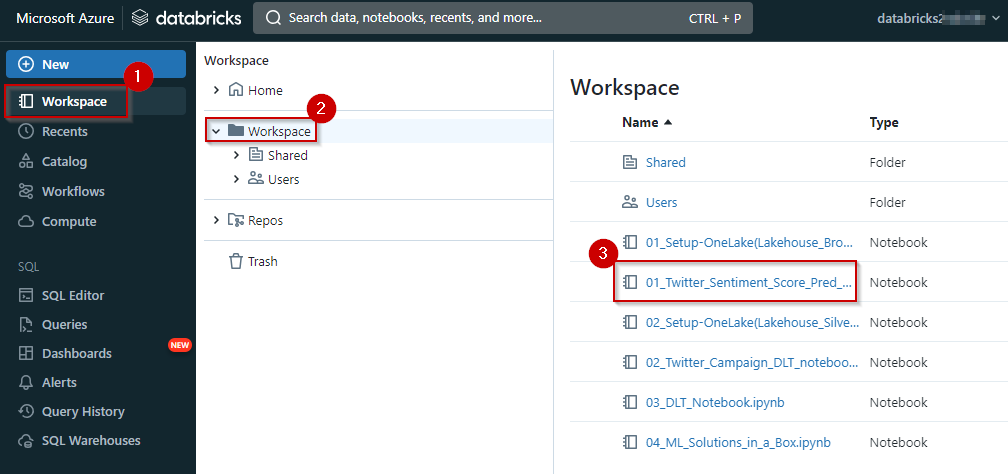 Microsoft Azure databricks Search data, notebooks, recents, and more... CTRL + P databricks2
New
1
Workspace
Recents
Catalog
Workflows
Compute
SQL
SQL Editor
Queries
Dashboards NEW
Alerts
Query History
SQL Warehouses
Workspace
Home
2
Workspace
Shared
Users
Repos
Trash
Workspace
Name Type
Shared Folder
Users Folder
01_Setup-OneLake(Lakehouse_Bro... Notebook
3
01_Twitter_Sentiment_Score_Pred_... Notebook
02_Setup-OneLake(Lakehouse_Silve... Notebook
02_Twitter_Campaign_DLT_noteboo... Notebook
03_DLT_Notebook.ipynb Notebook
04_ML_Solutions_in_a_Box.ipynb Notebook